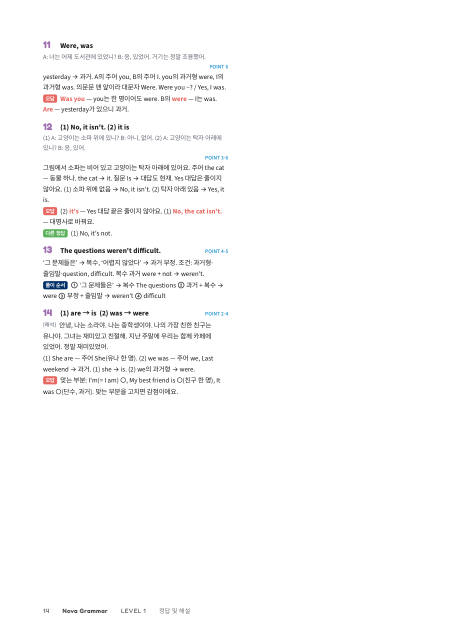 11 Were, was
A: 너는 어제 도서관에 있었니? B: 응, 있었어. 거기는 정말 조용했어.
POINT 5
yesterday → 과거. A의 주어 you, B의 주어 I. you의 과거형 were, I의
과거형 was. 의문문 맨 앞이라 대문자 Were. Were you ~? / Yes, I was.
오답 Was you — you는 한 명이어도 were. B의 were — I는 was.
Are — yesterday가 있으니 과거.
12 (1) No, it isn't. (2) it is
(1) A: 고양이는 소파 위에 있니? B: 아니, 없어. (2) A: 고양이는 탁자 아래에
있니? B: 응, 있어.
POINT 3-6
그림에서 소파는 비어 있고 고양이는 탁자 아래에 있어요. 주어 the cat
— 동물 하나. the cat → it. 질문 Is → 대답도 현재. Yes 대답은 줄이지
않아요. (1) 소파 위에 없음 → No, it isn't. (2) 탁자 아래 있음 → Yes, it
is.
오답 (2) it's — Yes 대답 끝은 줄이지 않아요. (1) No, the cat isn't.
— 대명사로 바꿔요.
다른 정답 (1) No, it's not.
13 The questions weren't difficult. POINT 4-5
'그 문제들은' → 복수, '어렵지 않았다' → 과거 부정. 조건: 과거형·
줄임말·question, difficult. 복수 과거 were + not → weren't.
풀이 순서 ① '그 문제들은' → 복수 The questions ② 과거 + 복수 →
were ③ 부정 + 줄임말 → weren't ④ difficult
14 (1) are → is (2) was → were POINT 2-4
[해석] 안녕, 나는 소라야. 나는 중학생이야. 나의 가장 친한 친구는
유나야. 그녀는 재미있고 친절해. 지난 주말에 우리는 함께 카페에
있었어. 정말 재미있었어.
(1) She are — 주어 She(유나 한 명). (2) we was — 주어 we, Last
weekend → 과거. (1) she → is. (2) we의 과거형 → were.
오답 맞는 부분: I'm(= I am) ○, My best friend is ○(친구 한 명), It
was ○(단수, 과거). 맞는 부분을 고치면 감점이에요.
14 Nova Grammar LEVEL 1 정답 및 해설